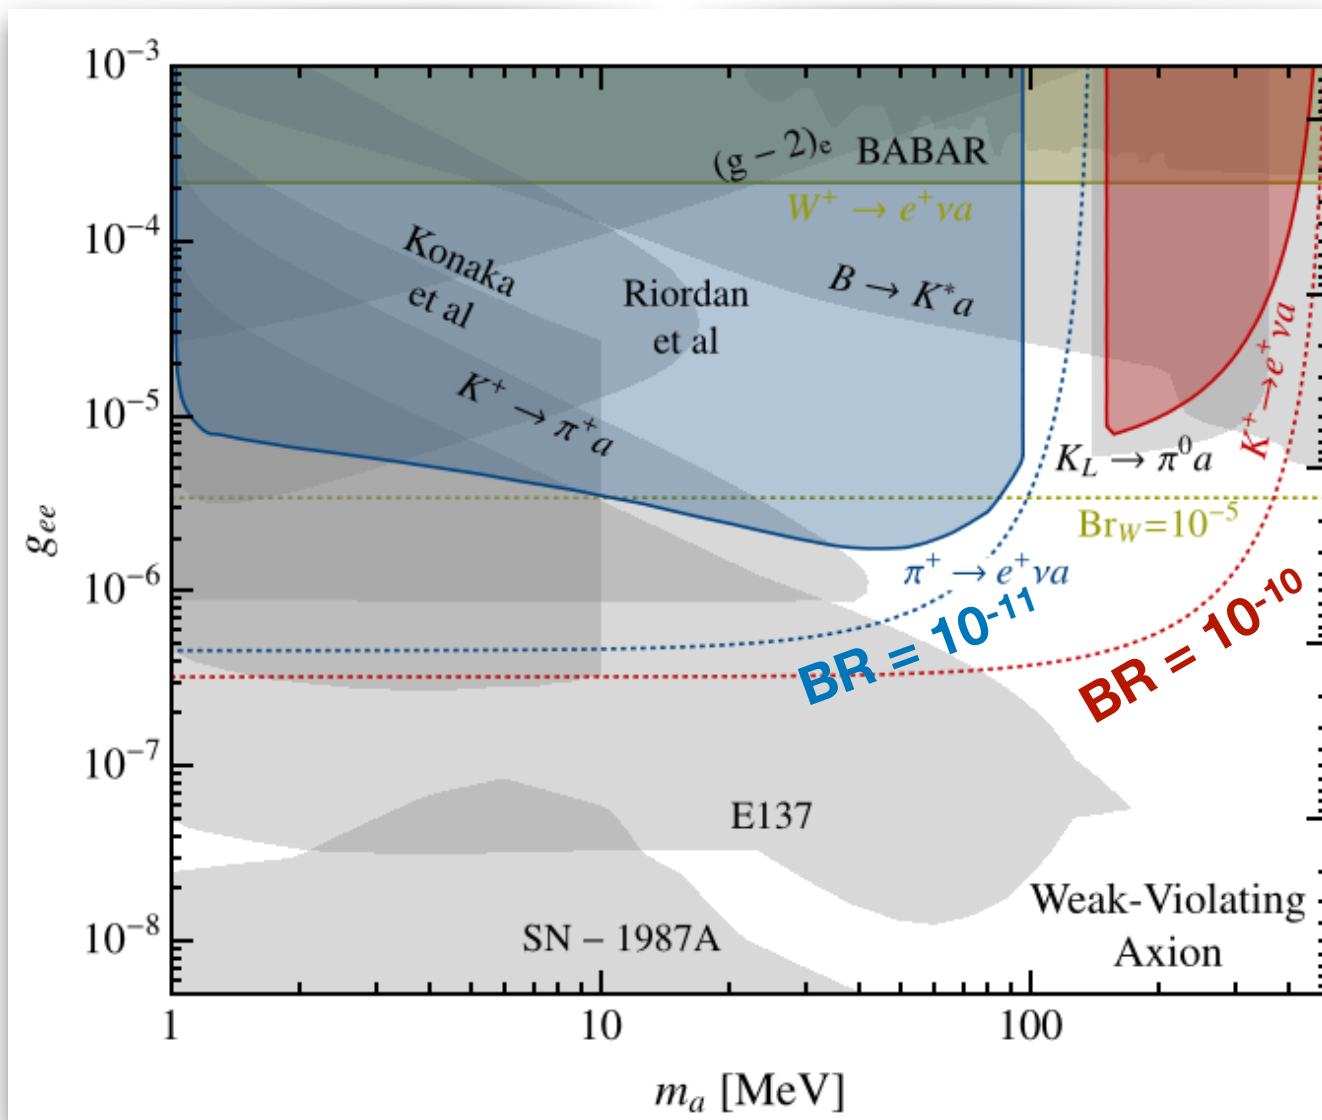 10⁻³
10⁻⁴
10⁻⁵
10⁻⁶
10⁻⁷
10⁻⁸
gₑₑ
(g − 2)e BABAR
W⁺ → e⁺νa
Konaka
et al
Riordan
et al
B → K*a
K⁺ → π⁺a
K⁺ → e⁺νa
K_L → π⁰a
Br_W=10⁻⁵
π⁺ → e⁺νa
BR = 10⁻¹¹
BR = 10⁻¹⁰
E137
SN − 1987A
Weak-Violating
Axion
1 10 100
mₐ [MeV]